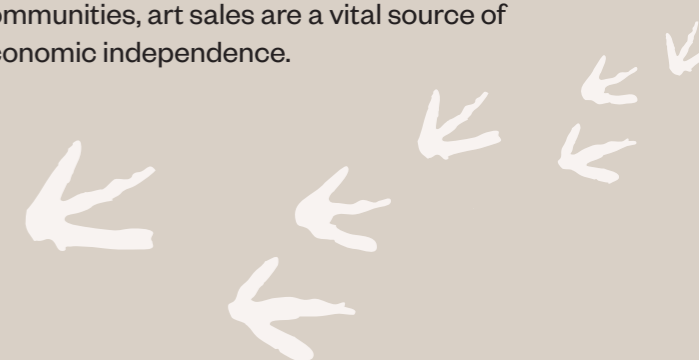 ommunities, art sales are a vital source of
conomic independence.